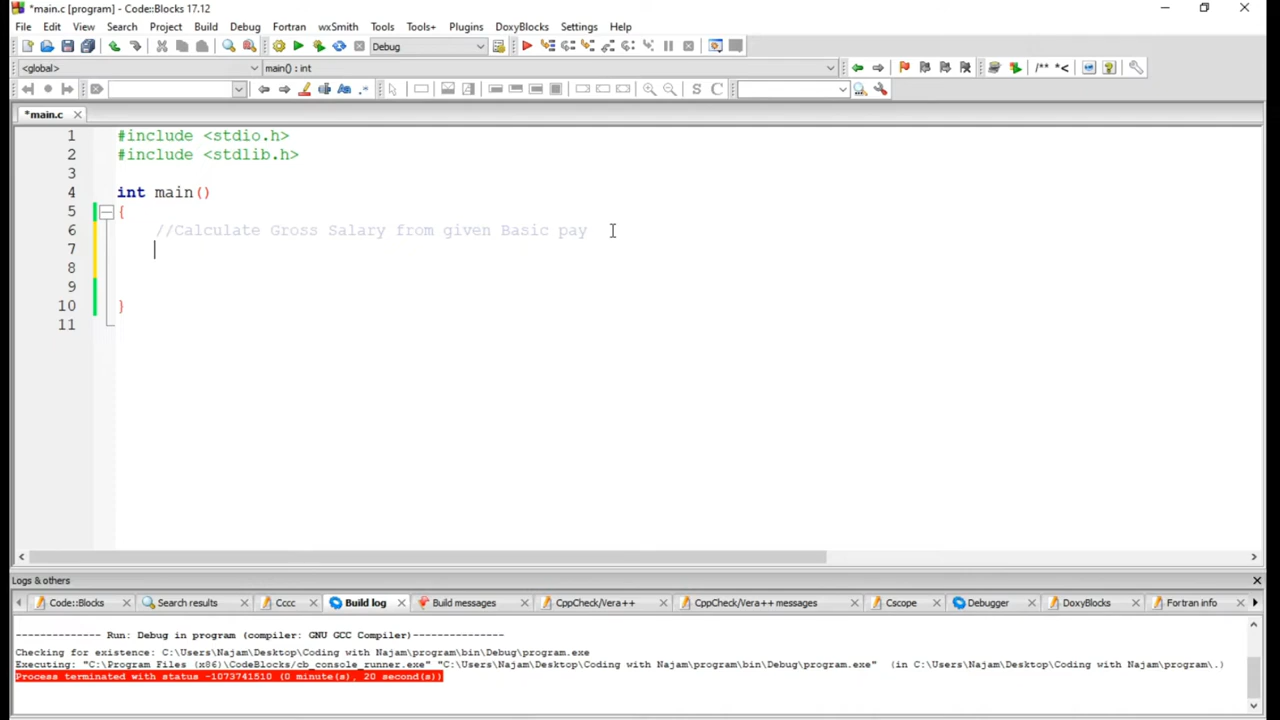 *main.c [program] - Code::Blocks 17.12
File Edit View Search Project Build Debug Fortran wxSmith Tools Tools+ Plugins DoxyBlocks Settings Help
Debug
<global> main() : int /** *<
S C
*main.c
1 #include <stdio.h>
2 #include <stdlib.h>
3
4 int main()
5 {
6 //Calculate Gross Salary from given Basic pay
7
8
9
10 }
11
Logs & others
Code::Blocks Search results Cccc Build log Build messages CppCheck/Vera++ CppCheck/Vera++ messages Cscope Debugger DoxyBlocks Fortran info
-------------- Run: Debug in program (compiler: GNU GCC Compiler)---------------
Checking for existence: C:\Users\Najam\Desktop\Coding with Najam\program\bin\Debug\program.exe
Executing: "C:\Program Files (x86)\CodeBlocks/cb_console_runner.exe" "C:\Users\Najam\Desktop\Coding with Najam\program\bin\Debug\program.exe" (in C:\Users\Najam\Desktop\Coding with Najam\program\.)
Process terminated with status -1073741510 (0 minute(s), 20 second(s))